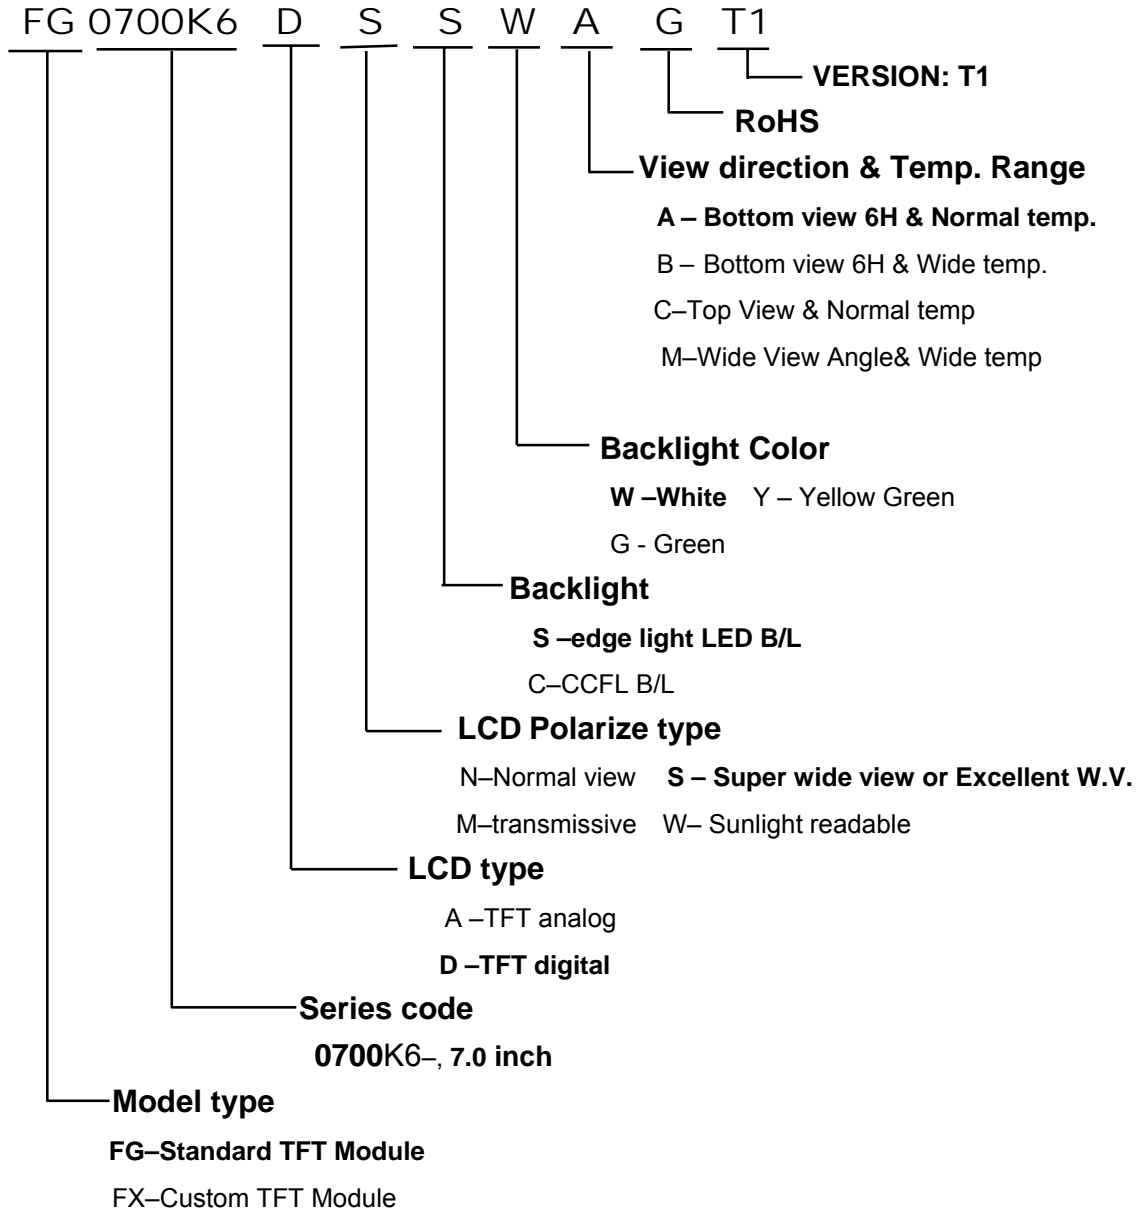 FG 0700K6 D S S W A G T1
VERSION: T1
RoHS
View direction & Temp. Range
A – Bottom view 6H & Normal temp.
B – Bottom view 6H & Wide temp.
C–Top View & Normal temp
M–Wide View Angle& Wide temp
Backlight Color
W –White Y – Yellow Green
G - Green
Backlight
S –edge light LED B/L
C–CCFL B/L
LCD Polarize type
N–Normal view S – Super wide view or Excellent W.V.
M–transmissive W– Sunlight readable
LCD type
A –TFT analog
D –TFT digital
Series code
0700K6–, 7.0 inch
Model type
FG–Standard TFT Module
FX–Custom TFT Module